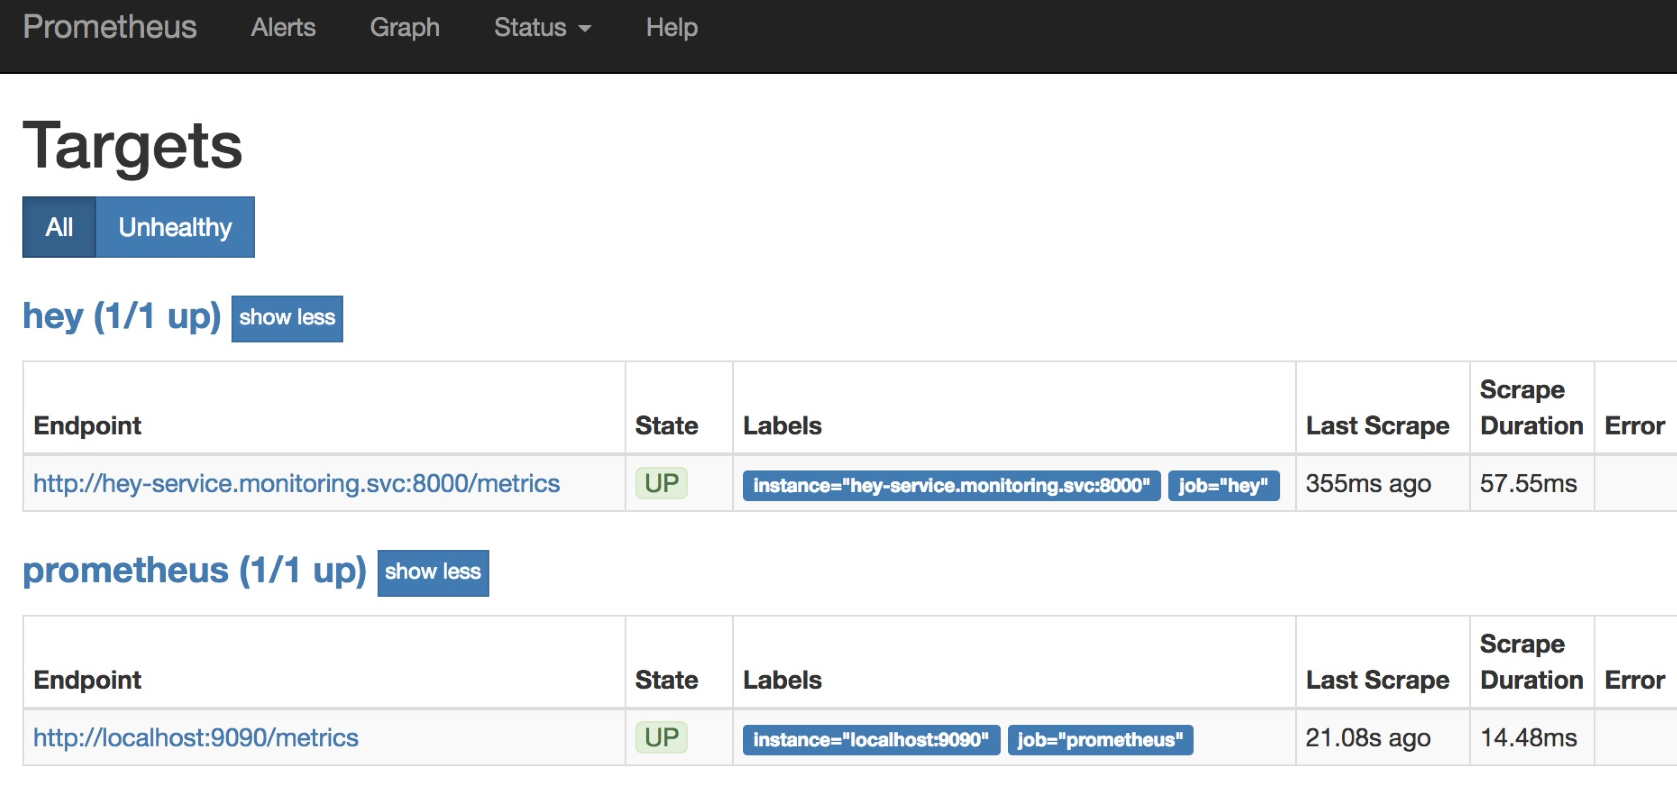 Prometheus Alerts Graph Status Help
Targets
All Unhealthy
hey (1/1 up) show less
Endpoint State Labels Last Scrape Scrape Duration Error
http://hey-service.monitoring.svc:8000/metrics UP instance="hey-service.monitoring.svc:8000" job="hey" 355ms ago 57.55ms
prometheus (1/1 up) show less
Endpoint State Labels Last Scrape Scrape Duration Error
http://localhost:9090/metrics UP instance="localhost:9090" job="prometheus" 21.08s ago 14.48ms